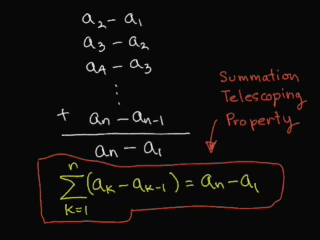 a₂ − a₁
a₃ − a₂
a₄ − a₃
⋮
+ aₙ − aₙ₋₁
aₙ − a₁
Summation
Telescoping
Property
n
∑ (aₖ − aₖ₋₁) = aₙ − a₁
k=1